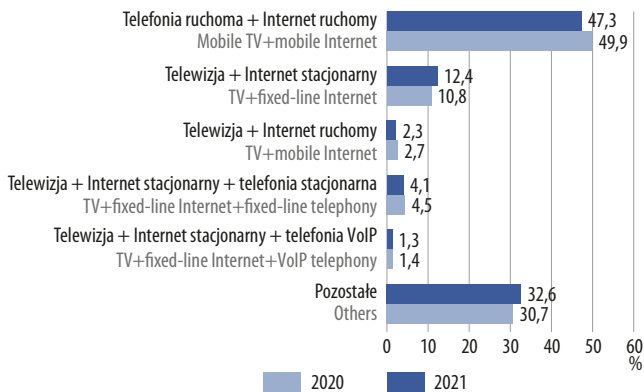 Telefonia ruchoma + Internet ruchomy
Mobile TV+mobile Internet
47,3
49,9
Telewizja + Internet stacjonarny
TV+fixed-line Internet
12,4
10,8
Telewizja + Internet ruchomy
TV+mobile Internet
2,3
2,7
Telewizja + Internet stacjonarny + telefonia stacjonarna
TV+fixed-line Internet+fixed-line telephony
4,1
4,5
Telewizja + Internet stacjonarny + telefonia VoIP
TV+fixed-line Internet+VoIP telephony
1,3
1,4
Pozostałe
Others
32,6
30,7
0 10 20 30 40 50 60
%
2020 2021